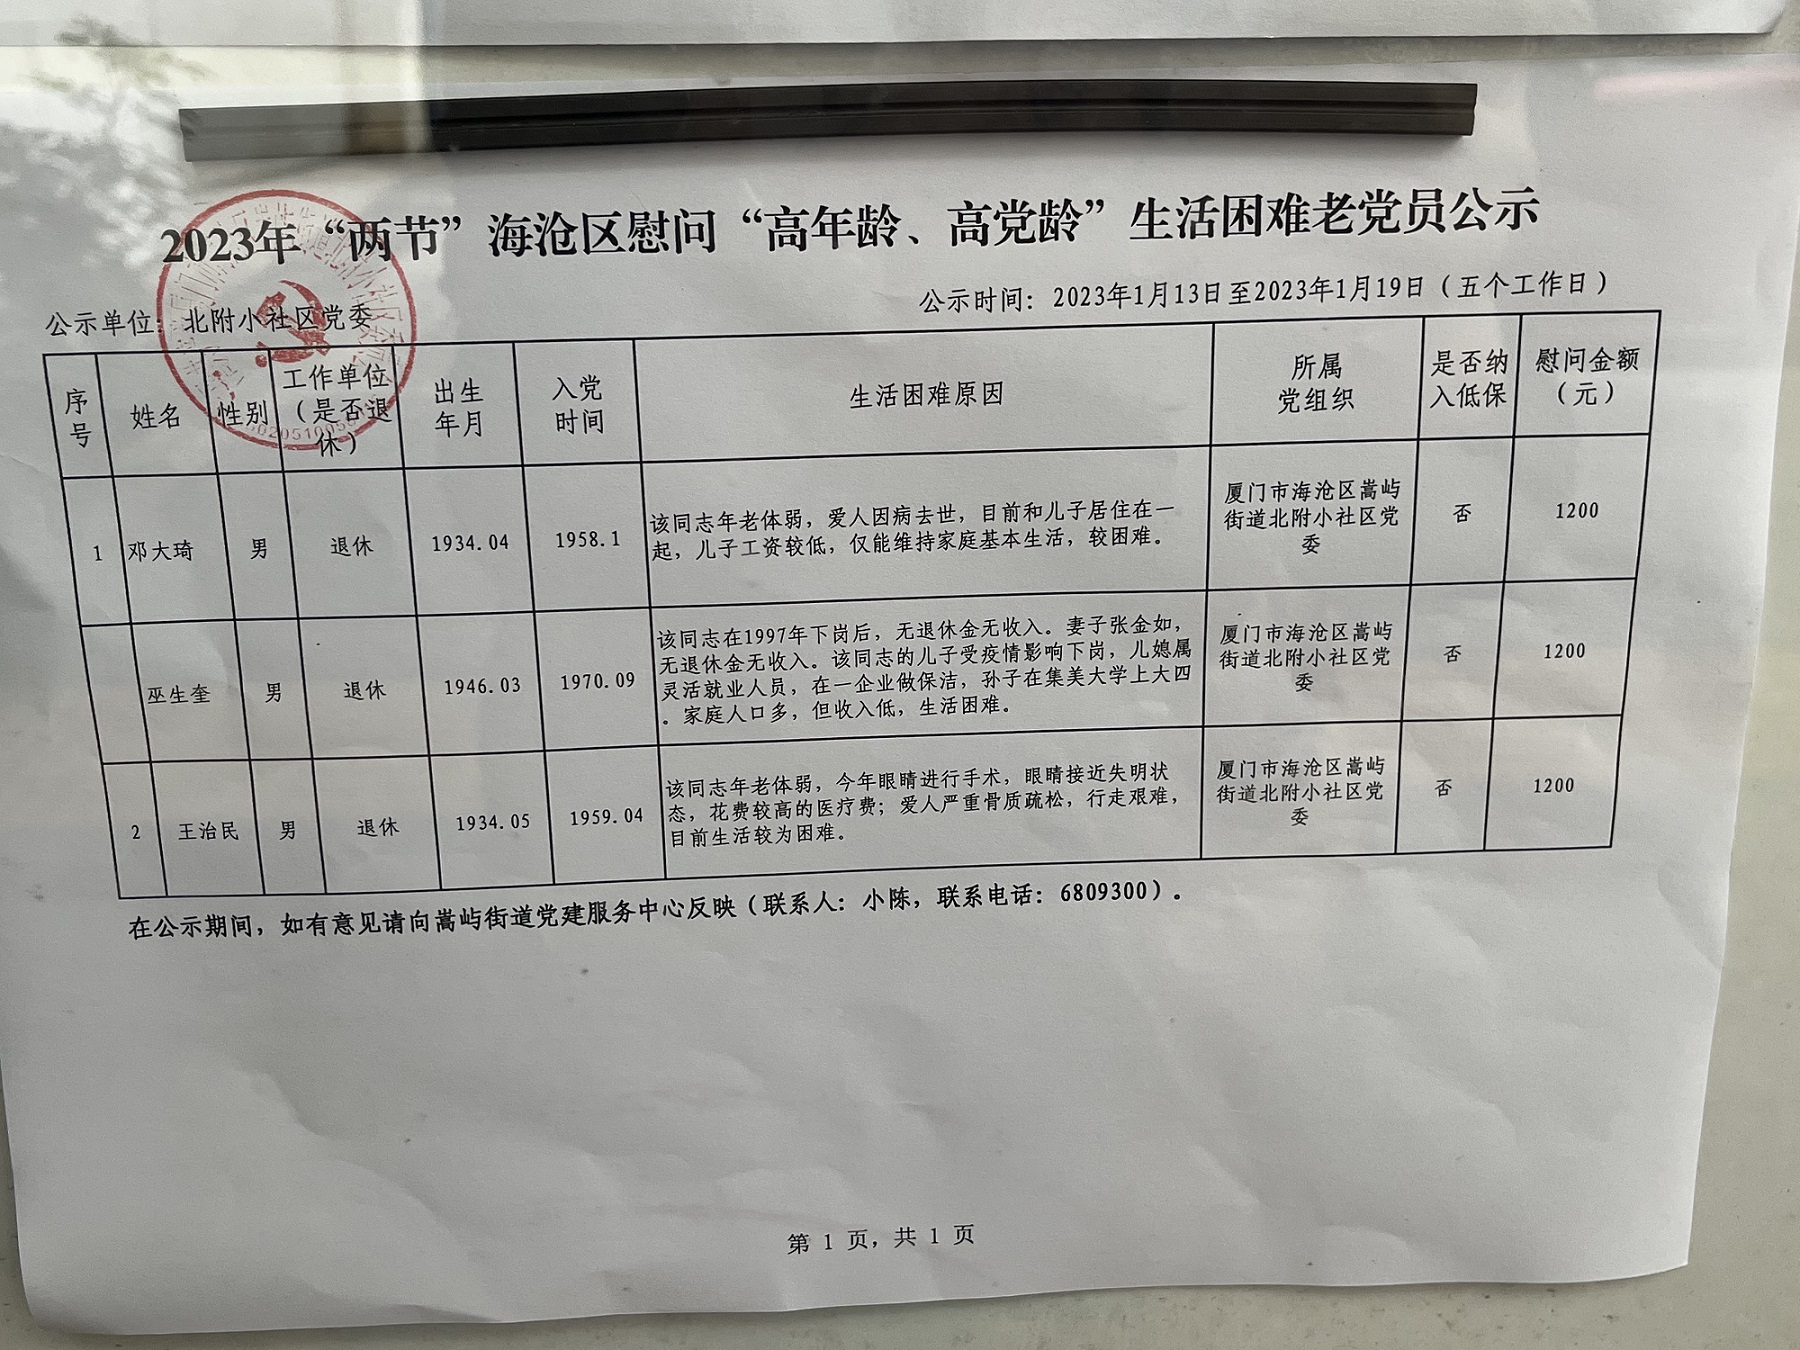 2023年“两节”海沧区慰问“高年龄、高党龄”生活困难老党员公示
公示单位：北附小社区党委
公示时间：2023年1月13日至2023年1月19日（五个工作日）
序号
姓名
性别
工作单位
（是否退
休）
出生
年月
入党
时间
生活困难原因
所属
党组织
是否纳
入低保
慰问金额
（元）
1
邓大琦
男
退休
1934.04
1958.1
该同志年老体弱，爱人因病去世，目前和儿子居住在一
起，儿子工资较低，仅能维持家庭基本生活，较困难。
厦门市海沧区嵩屿
街道北附小社区党
委
否
1200
巫生奎
男
退休
1946.03
1970.09
该同志在1997年下岗后，无退休金无收入。妻子张金如，
无退休金无收入。该同志的儿子受疫情影响下岗，儿媳属
灵活就业人员，在一企业做保洁，孙子在集美大学上大四
。家庭人口多，但收入低，生活困难。
厦门市海沧区嵩屿
街道北附小社区党
委
否
1200
2
王治民
男
退休
1934.05
1959.04
该同志年老体弱，今年眼睛进行手术，眼睛接近失明状
态，花费较高的医疗费；爱人严重骨质疏松，行走艰难，
目前生活较为困难。
厦门市海沧区嵩屿
街道北附小社区党
委
否
1200
在公示期间，如有意见请向嵩屿街道党建服务中心反映（联系人：小陈，联系电话：6809300）。
第 1 页，共 1 页